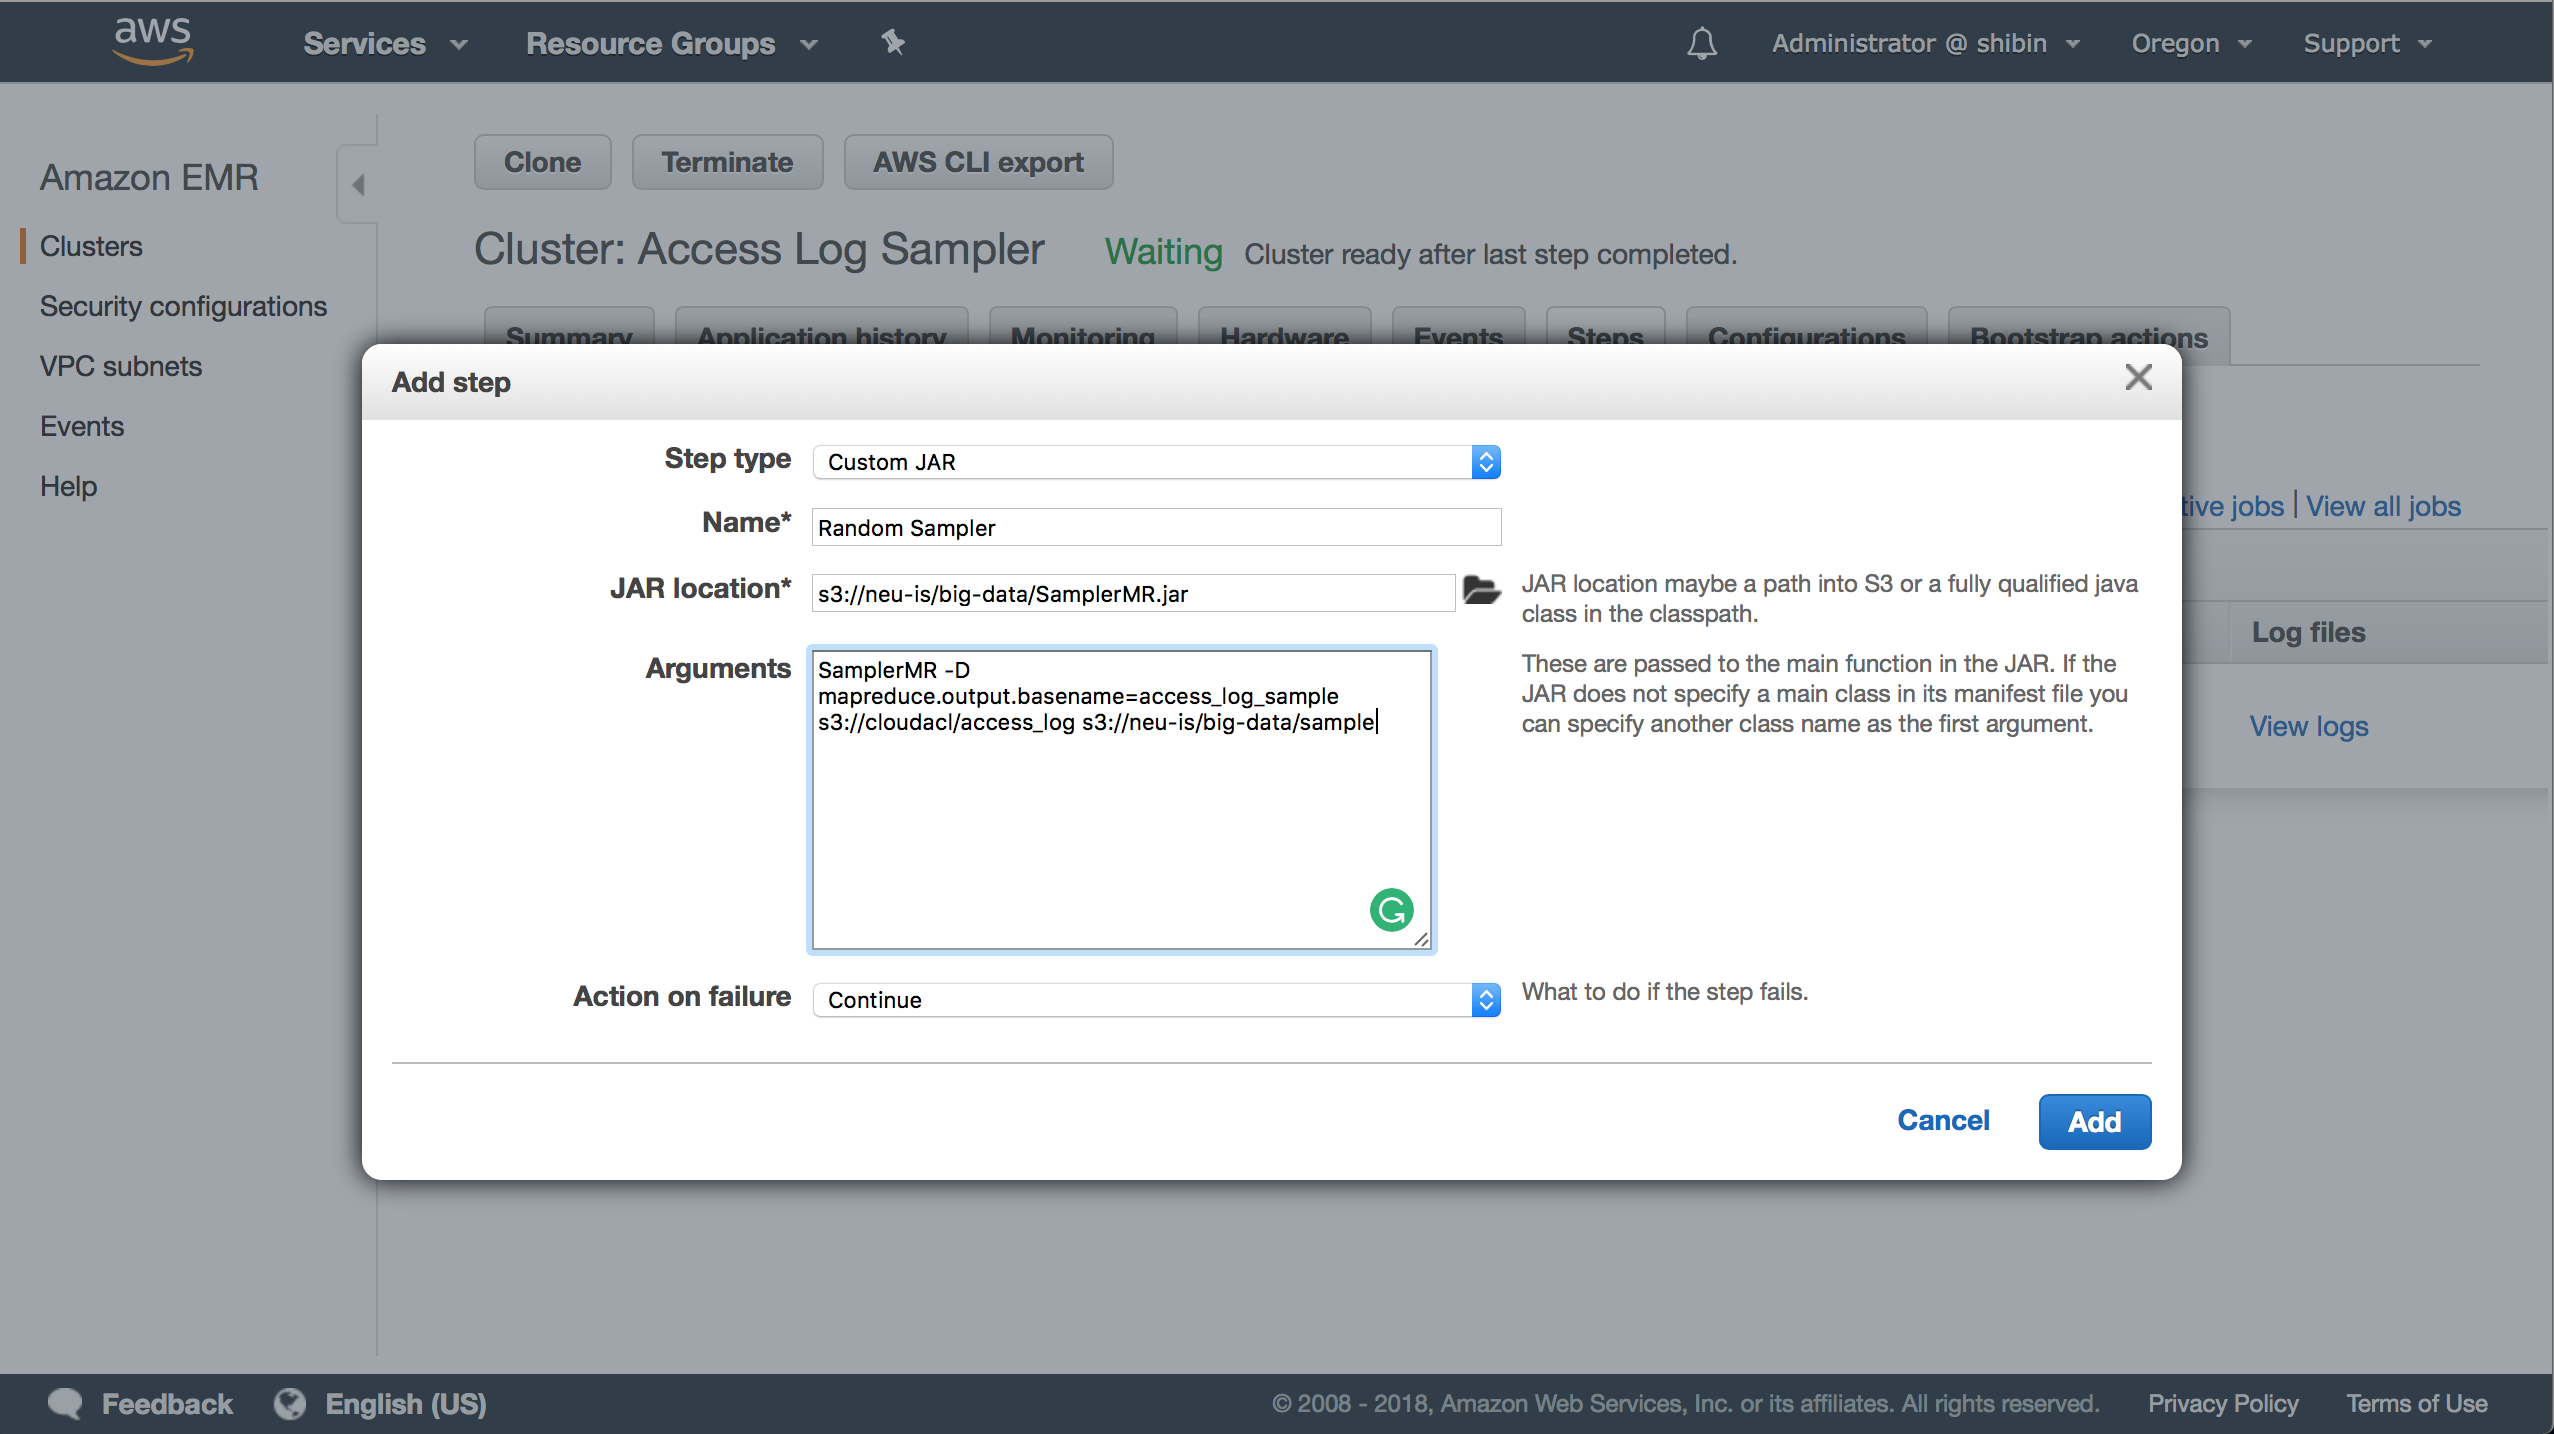 aws
Services
Resource Groups
Administrator @ shibin
Oregon
Support
Amazon EMR
Clusters
Security configurations
VPC subnets
Events
Help
Clone
Terminate
AWS CLI export
Cluster: Access Log Sampler
Waiting
Cluster ready after last step completed.
Summary
Application history
Monitoring
Hardware
Events
Steps
Configurations
Bootstrap actions
Add step
Step type
Custom JAR
Name*
Random Sampler
JAR location*
s3://neu-is/big-data/SamplerMR.jar
JAR location maybe a path into S3 or a fully qualified java
class in the classpath.
Arguments
SamplerMR -D
mapreduce.output.basename=access_log_sample
s3://cloudacl/access_log s3://neu-is/big-data/sample
These are passed to the main function in the JAR. If the
JAR does not specify a main class in its manifest file you
can specify another class name as the first argument.
Action on failure
Continue
What to do if the step fails.
Cancel
Add
jobs
View all jobs
Log files
View logs
Feedback
English (US)
© 2008 - 2018, Amazon Web Services, Inc. or its affiliates. All rights reserved.
Privacy Policy
Terms of Use